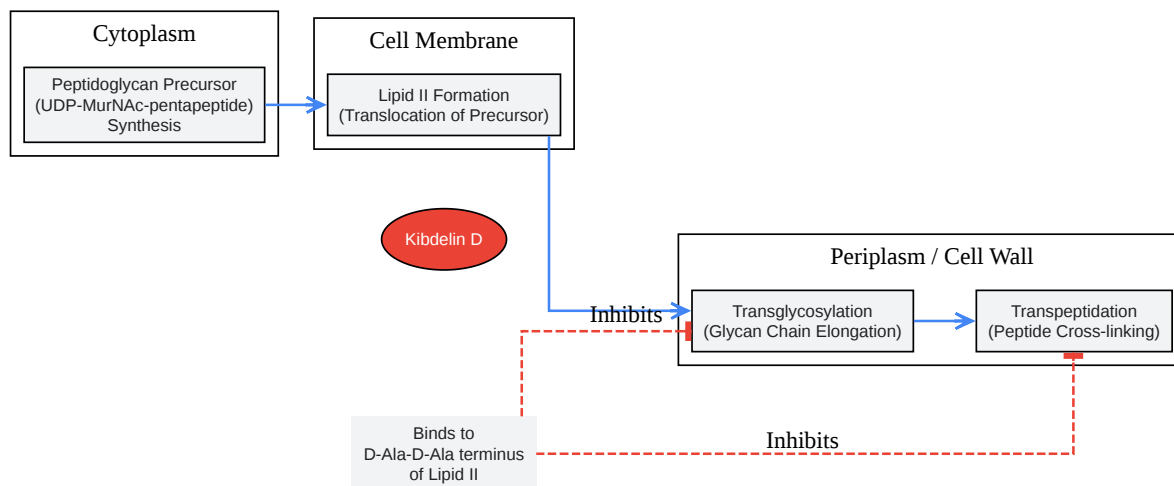 Cytoplasm
Peptidoglycan Precursor
(UDP-MurNAc-pentapeptide)
Synthesis
Cell Membrane
Lipid II Formation
(Translocation of Precursor)
Kibdelin D
Periplasm / Cell Wall
Transglycosylation
(Glycan Chain Elongation)
Transpeptidation
(Peptide Cross-linking)
Inhibits
Binds to
D-Ala-D-Ala terminus
of Lipid II
Inhibits